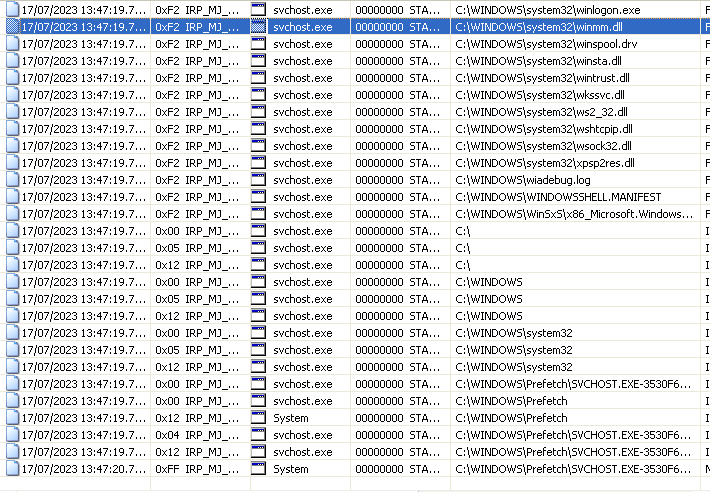 17/07/2023 13:47:19.7... 0xF2 IRP_MJ_... svchost.exe 00000000 STA... C:\WINDOWS\system32\winlogon.exe F
17/07/2023 13:47:19.7... 0xF2 IRP_MJ_... svchost.exe 00000000 STA... C:\WINDOWS\system32\winmm.dll F
17/07/2023 13:47:19.7... 0xF2 IRP_MJ_... svchost.exe 00000000 STA... C:\WINDOWS\system32\winspool.drv F
17/07/2023 13:47:19.7... 0xF2 IRP_MJ_... svchost.exe 00000000 STA... C:\WINDOWS\system32\winsta.dll F
17/07/2023 13:47:19.7... 0xF2 IRP_MJ_... svchost.exe 00000000 STA... C:\WINDOWS\system32\wintrust.dll F
17/07/2023 13:47:19.7... 0xF2 IRP_MJ_... svchost.exe 00000000 STA... C:\WINDOWS\system32\wkssvc.dll F
17/07/2023 13:47:19.7... 0xF2 IRP_MJ_... svchost.exe 00000000 STA... C:\WINDOWS\system32\ws2_32.dll F
17/07/2023 13:47:19.7... 0xF2 IRP_MJ_... svchost.exe 00000000 STA... C:\WINDOWS\system32\wshtcpip.dll F
17/07/2023 13:47:19.7... 0xF2 IRP_MJ_... svchost.exe 00000000 STA... C:\WINDOWS\system32\wsock32.dll F
17/07/2023 13:47:19.7... 0xF2 IRP_MJ_... svchost.exe 00000000 STA... C:\WINDOWS\system32\xpsp2res.dll F
17/07/2023 13:47:19.7... 0xF2 IRP_MJ_... svchost.exe 00000000 STA... C:\WINDOWS\wiadebug.log F
17/07/2023 13:47:19.7... 0xF2 IRP_MJ_... svchost.exe 00000000 STA... C:\WINDOWS\WINDOWSSHELL.MANIFEST F
17/07/2023 13:47:19.7... 0xF2 IRP_MJ_... svchost.exe 00000000 STA... C:\WINDOWS\WinSxS\x86_Microsoft.Windows... F
17/07/2023 13:47:19.7... 0x00 IRP_MJ_... svchost.exe 00000000 STA... C:\ I
17/07/2023 13:47:19.7... 0x05 IRP_MJ_... svchost.exe 00000000 STA... C:\ I
17/07/2023 13:47:19.7... 0x12 IRP_MJ_... svchost.exe 00000000 STA... C:\ I
17/07/2023 13:47:19.7... 0x00 IRP_MJ_... svchost.exe 00000000 STA... C:\WINDOWS I
17/07/2023 13:47:19.7... 0x05 IRP_MJ_... svchost.exe 00000000 STA... C:\WINDOWS I
17/07/2023 13:47:19.7... 0x12 IRP_MJ_... svchost.exe 00000000 STA... C:\WINDOWS I
17/07/2023 13:47:19.7... 0x00 IRP_MJ_... svchost.exe 00000000 STA... C:\WINDOWS\system32 I
17/07/2023 13:47:19.7... 0x05 IRP_MJ_... svchost.exe 00000000 STA... C:\WINDOWS\system32 I
17/07/2023 13:47:19.7... 0x12 IRP_MJ_... svchost.exe 00000000 STA... C:\WINDOWS\system32 I
17/07/2023 13:47:19.7... 0x00 IRP_MJ_... svchost.exe 00000000 STA... C:\WINDOWS\Prefetch\SVCHOST.EXE-3530F6... I
17/07/2023 13:47:19.7... 0x00 IRP_MJ_... svchost.exe 00000000 STA... C:\WINDOWS\Prefetch I
17/07/2023 13:47:19.7... 0x12 IRP_MJ_... System 00000000 STA... C:\WINDOWS\Prefetch I
17/07/2023 13:47:19.7... 0x04 IRP_MJ_... svchost.exe 00000000 STA... C:\WINDOWS\Prefetch\SVCHOST.EXE-3530F6... I
17/07/2023 13:47:19.7... 0x12 IRP_MJ_... svchost.exe 00000000 STA... C:\WINDOWS\Prefetch\SVCHOST.EXE-3530F6... I
17/07/2023 13:47:20.7... 0xFF IRP_MJ_... System 00000000 STA... C:\WINDOWS\Prefetch\SVCHOST.EXE-3530F6... N